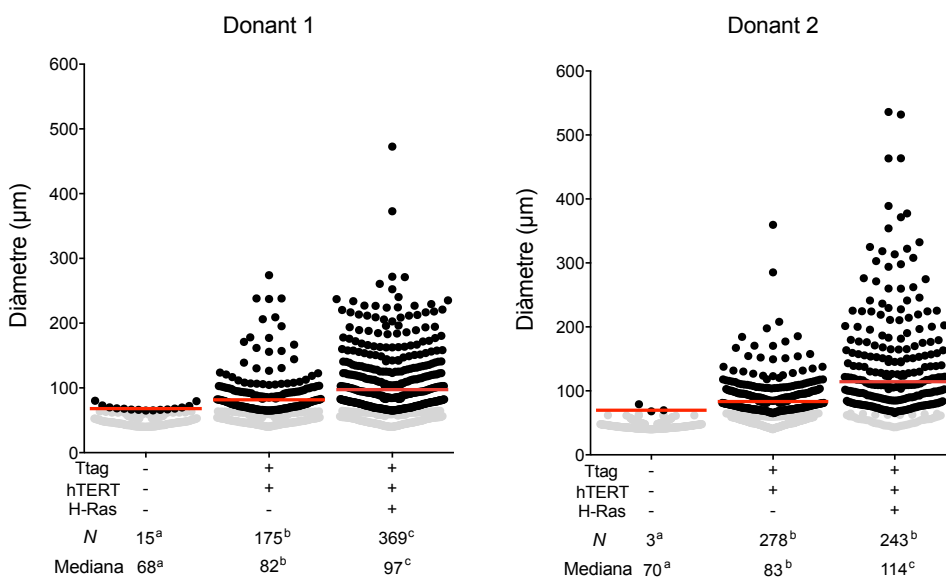 Donant 1
Diàmetre (µm)
600
500
400
300
200
100
0
Ttag - + +
hTERT - + +
H-Ras - - +
N 15ᵃ 175ᵇ 369ᶜ
Mediana 68ᵃ 82ᵇ 97ᶜ
Donant 2
Diàmetre (µm)
600
500
400
300
200
100
0
Ttag - + +
hTERT - + +
H-Ras - - +
N 3ᵃ 278ᵇ 243ᵇ
Mediana 70ᵃ 83ᵇ 114ᶜ